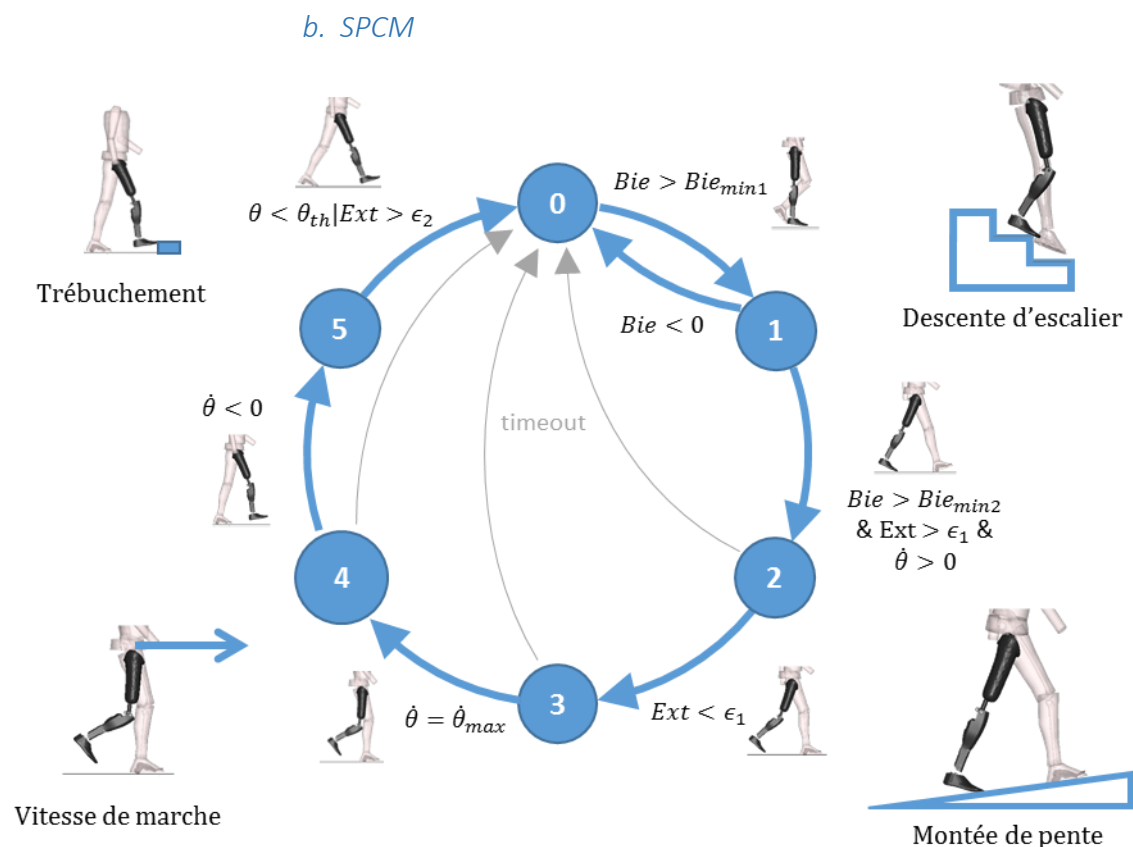 b. SPCM
Bie > Bie_min1
θ < θ_th|Ext > ϵ_2
0
Trébuchement
5
Bie < 0
1
Descente d'escalier
θ̇ < 0
timeout
Bie > Bie_min2
& Ext > ϵ_1 &
θ̇ > 0
4
2
3
θ̇ = θ̇_max
Ext < ϵ_1
Vitesse de marche
Montée de pente